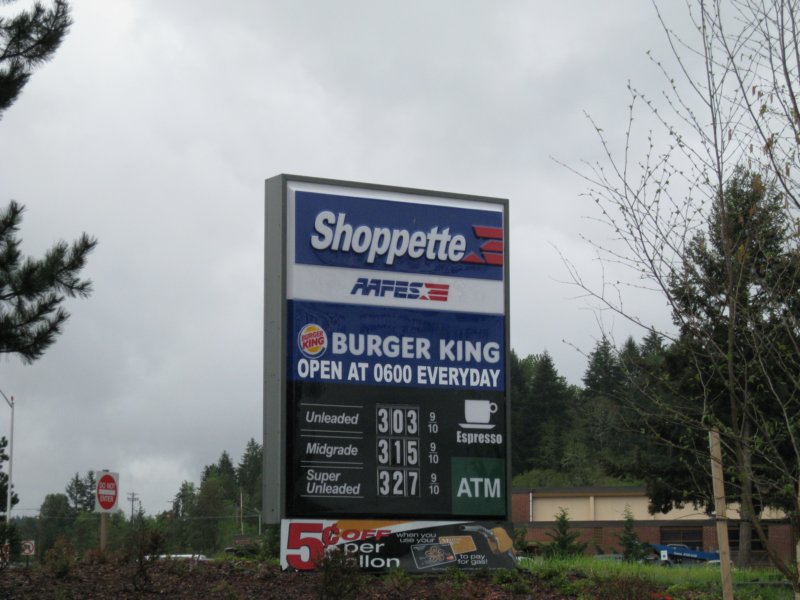 Shoppette
AAFES
BURGER KING
BURGER KING
OPEN AT 0600 EVERYDAY
Unleaded 303 9/10
Midgrade 315 9/10
Super Unleaded 327 9/10
Espresso
ATM
5¢ OFF
per
gallon
when you
use your
to pay
for gas!
DO NOT
ENTER